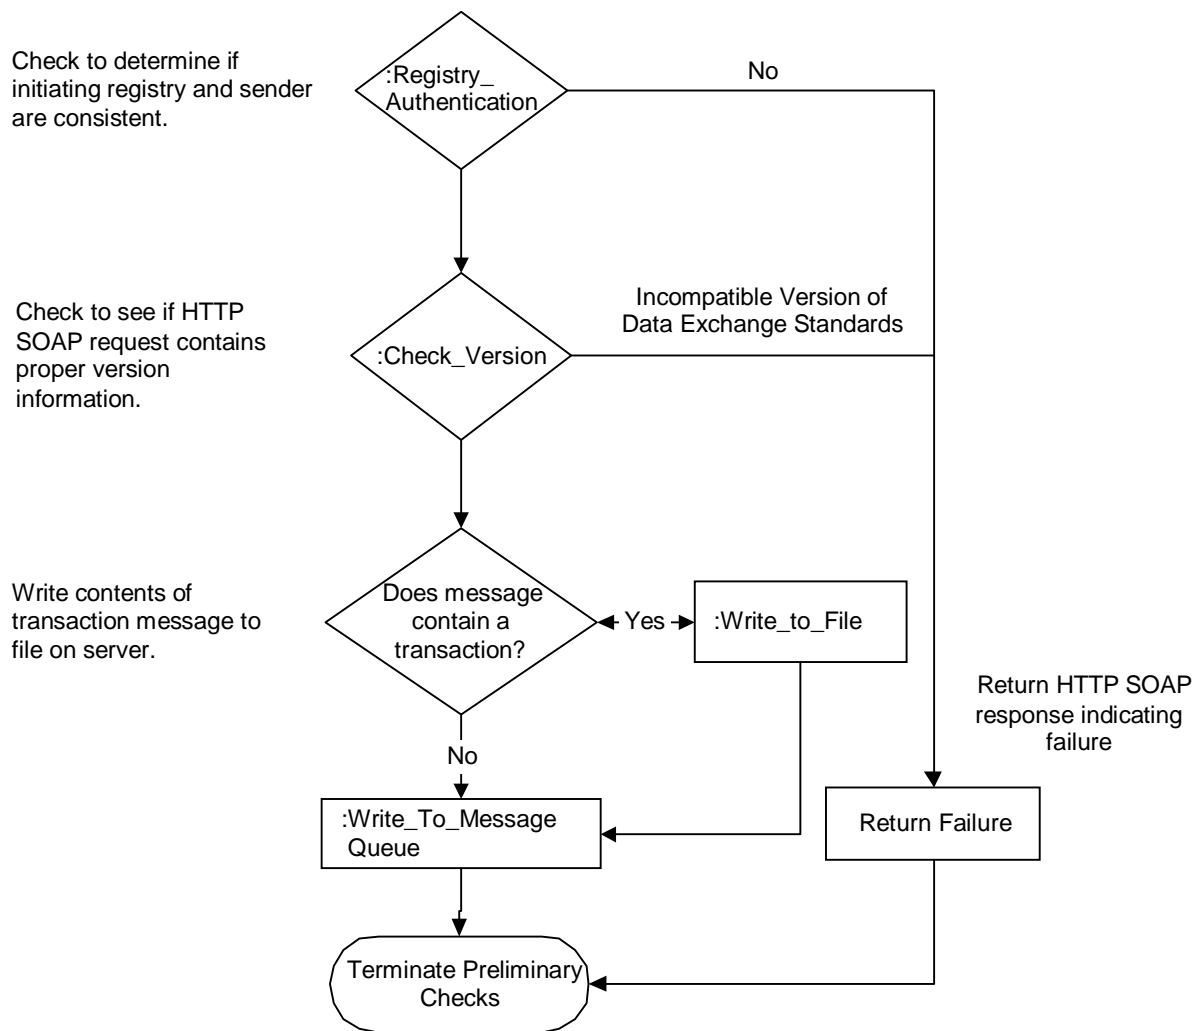 Check to determine if
initiating registry and sender
are consistent.
:Registry_
Authentication
No
Check to see if HTTP
SOAP request contains
proper version
information.
:Check_Version
Incompatible Version of
Data Exchange Standards
Write contents of
transaction message to
file on server.
Does message
contain a
transaction?
Yes
:Write_to_File
Return HTTP SOAP
response indicating
failure
No
:Write_To_Message
Queue
Return Failure
Terminate Preliminary
Checks